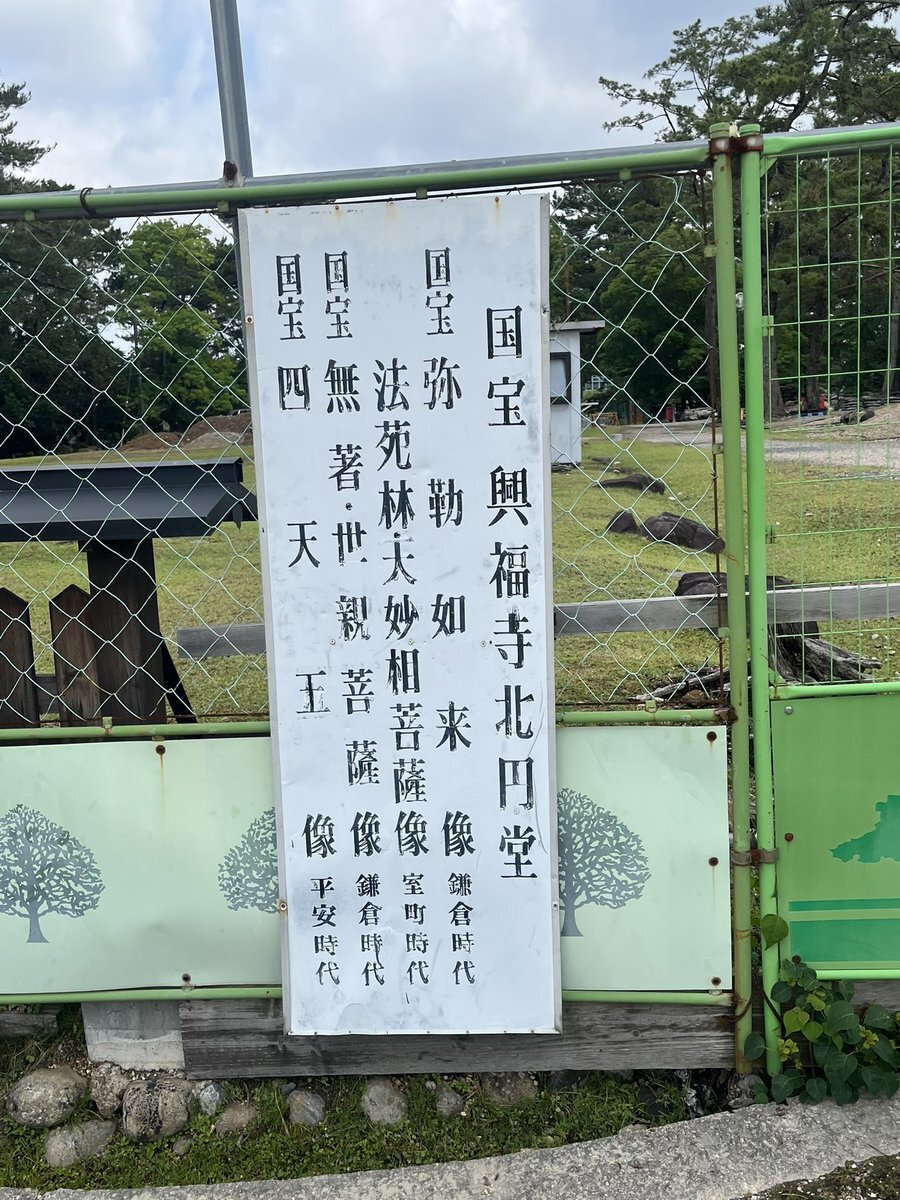 国宝興福寺北円堂
国宝 弥勒如来像 鎌倉時代
法苑林・大妙相菩薩像 室町時代
国宝 無著・世親菩薩像 鎌倉時代
国宝 四天王像 平安時代